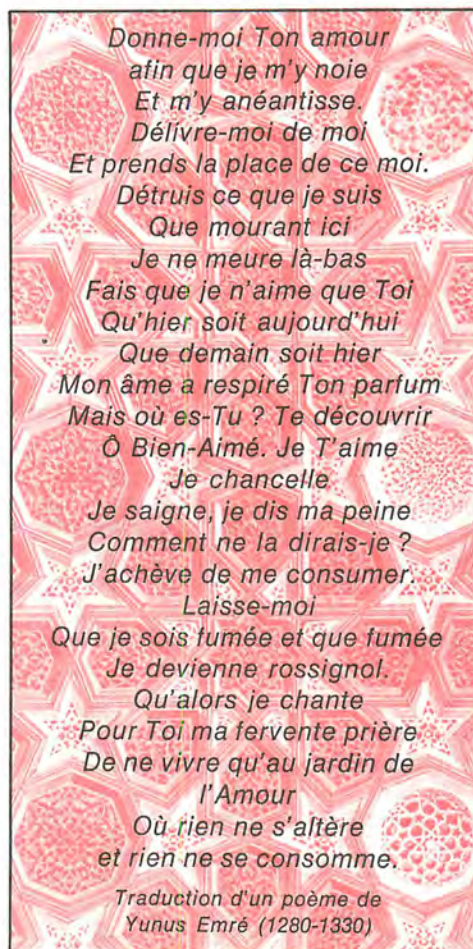 Donne-moi Ton amour
afin que je m'y noie
Et m'y anéantisse.
Délivre-moi de moi
Et prends la place de ce moi.
Détruis ce que je suis
Que mourant ici
Je ne meure là-bas
Fais que je n'aime que Toi
Qu'hier soit aujourd'hui
Que demain soit hier
Mon âme a respiré Ton parfum
Mais où es-Tu ? Te découvrir
Ô Bien-Aimé. Je T'aime
Je chancelle
Je saigne, je dis ma peine
Comment ne la dirais-je ?
J'achève de me consumer.
Laisse-moi
Que je sois fumée et que fumée
Je devienne rossignol.
Qu'alors je chante
Pour Toi ma fervente prière
De ne vivre qu'au jardin de
l'Amour
Où rien ne s'altère
et rien ne se consomme.
Traduction d'un poème de
Yunus Emré (1280-1330)